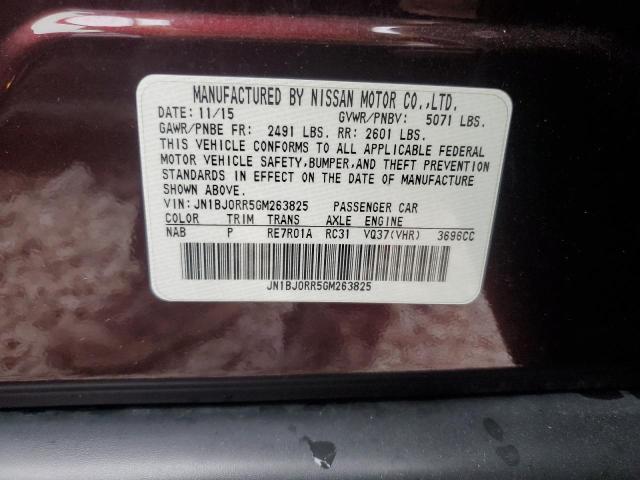 MANUFACTURED BY NISSAN MOTOR CO.,LTD.
DATE: 11/15 GVWR/PNBV: 5071 LBS.
GAWR/PNBE FR: 2491 LBS. RR: 2601 LBS.
THIS VEHICLE CONFORMS TO ALL APPLICABLE FEDERAL
MOTOR VEHICLE SAFETY,BUMPER,AND THEFT PREVENTION
STANDARDS IN EFFECT ON THE DATE OF MANUFACTURE
SHOWN ABOVE.
VIN: JN1BJ0RR5GM263825 PASSENGER CAR
COLOR TRIM TRANS AXLE ENGINE
NAB P RE7R01A RC31 VQ37(VHR) 3696CC
JN1BJ0RR5GM263825